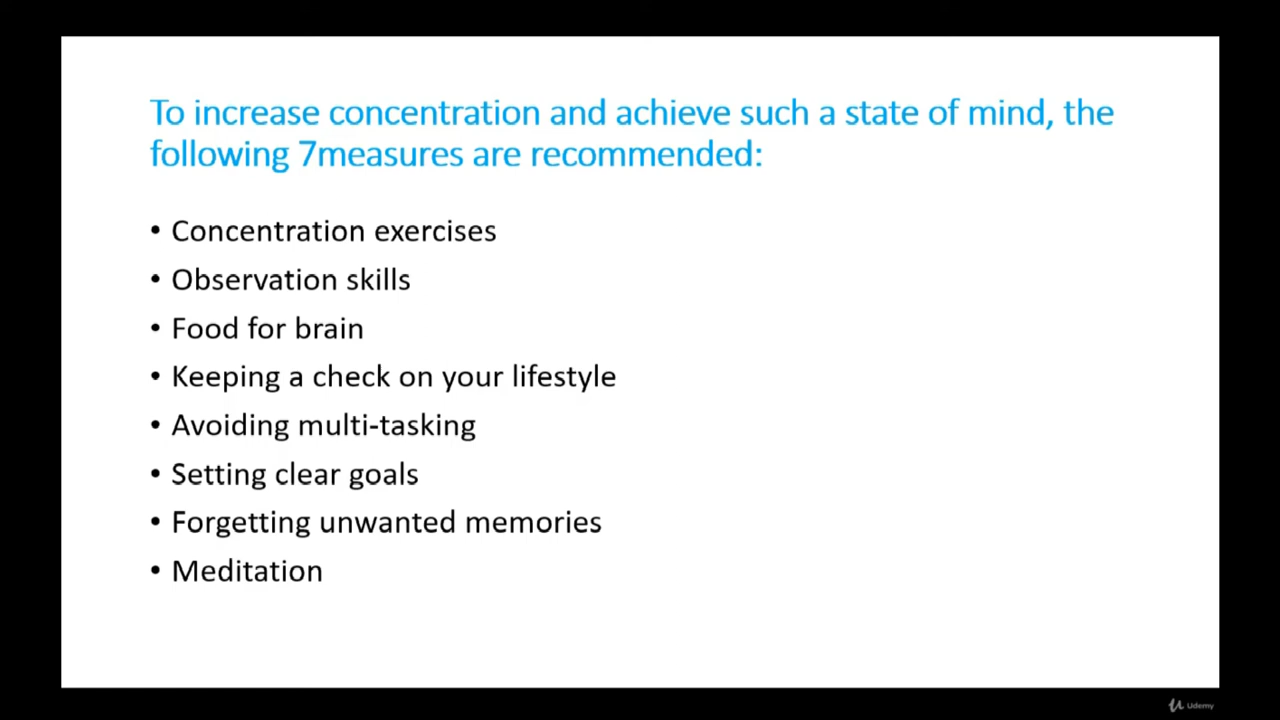 To increase concentration and achieve such a state of mind, the
following 7measures are recommended:
• Concentration exercises
• Observation skills
• Food for brain
• Keeping a check on your lifestyle
• Avoiding multi-tasking
• Setting clear goals
• Forgetting unwanted memories
• Meditation
Udemy